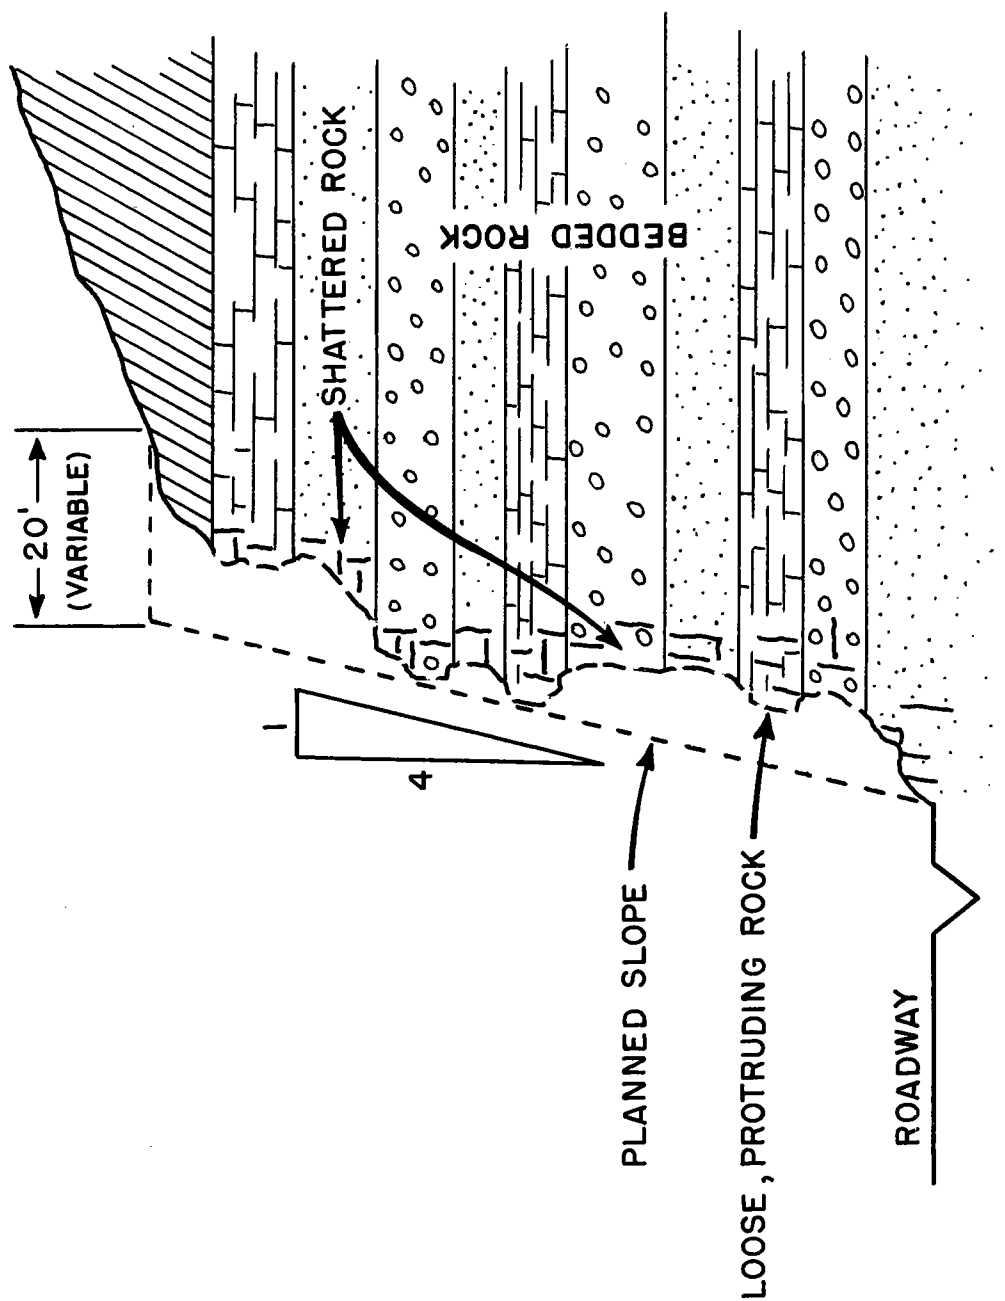 20'
(VARIABLE)
SHATTERED ROCK
BEDDED ROCK
1
4
PLANNED SLOPE
LOOSE, PROTRUDING ROCK
ROADWAY